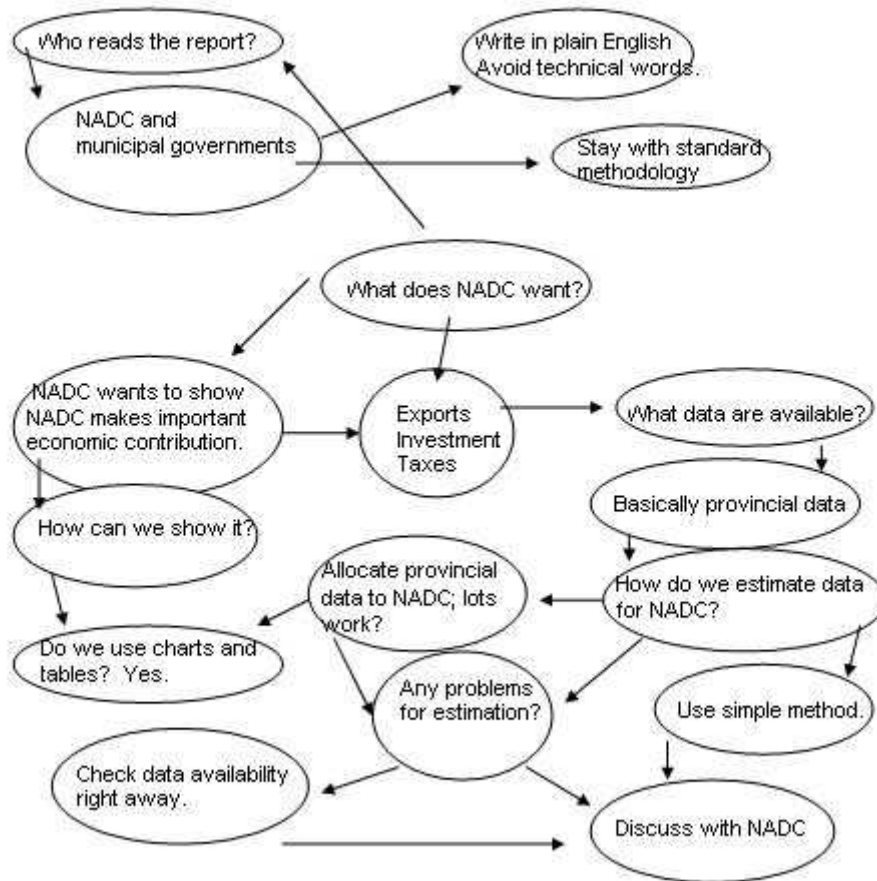 Who reads the report?
Write in plain English
Avoid technical words.
NADC and
municipal governments
Stay with standard
methodology
What does NADC want?
NADC wants to show
NADC makes important
economic contribution.
Exports
Investment
Taxes
What data are available?
Basically provincial data
How can we show it?
Allocate provincial
data to NADC; lots
work?
How do we estimate data
for NADC?
Do we use charts and
tables? Yes.
Any problems
for estimation?
Use simple method.
Check data availability
right away.
Discuss with NADC